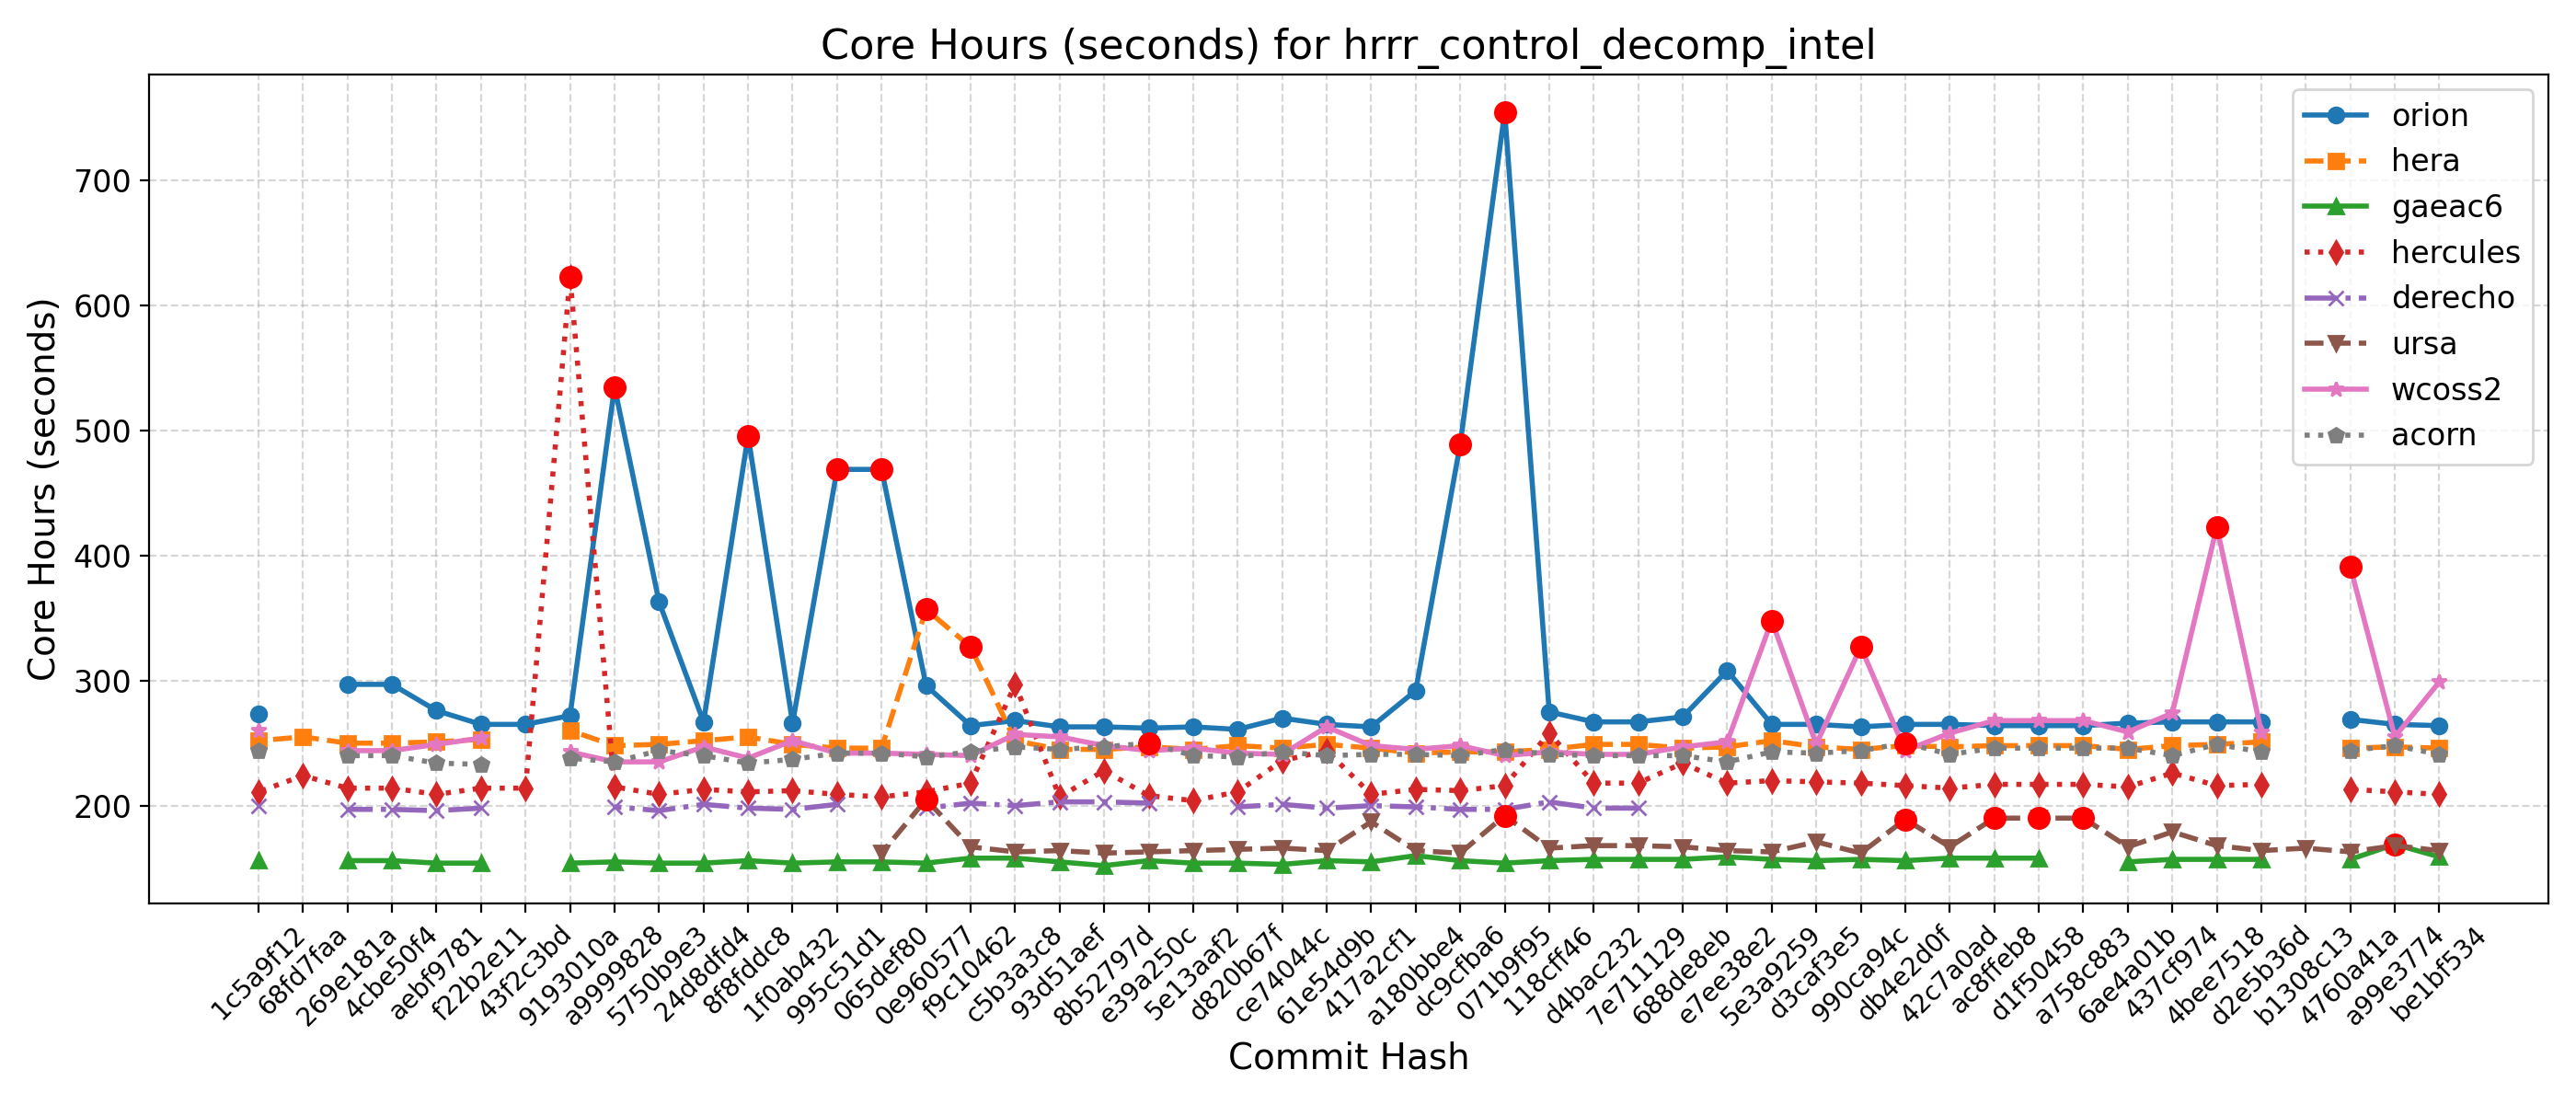 Core Hours (seconds) for hrrr_control_decomp_intel
Core Hours (seconds)
700
600
500
400
300
200
orion
hera
gaeac6
hercules
derecho
ursa
wcoss2
acorn
1c5a9f12
68fd7faa
269e181a
4cbe50f4
aebf9781
f22b2e11
43f2c3bd
9193010a
a9999828
5750b9e3
24d8dfd4
8f8fddc8
1f0ab432
995c51d1
065def80
0e960577
f9c10462
c5b3a3c8
93d51aef
8b52797d
e39a250c
5e13aaf2
d820b67f
ce74044c
61e54d9b
417a2cf1
a180bbe4
dc9cfba6
071b9f95
118cff46
d4bac232
7e711129
688de8eb
e7ee38e2
5e3a9259
d3caf3e5
990ca94c
db4e2d0f
42c7a0ad
ac8ffeb8
d1f50458
a758c883
6ae4a01b
437cf974
4bee7518
d2e5b36d
b1308c13
4760a41a
a99e3774
be1bf534
Commit Hash